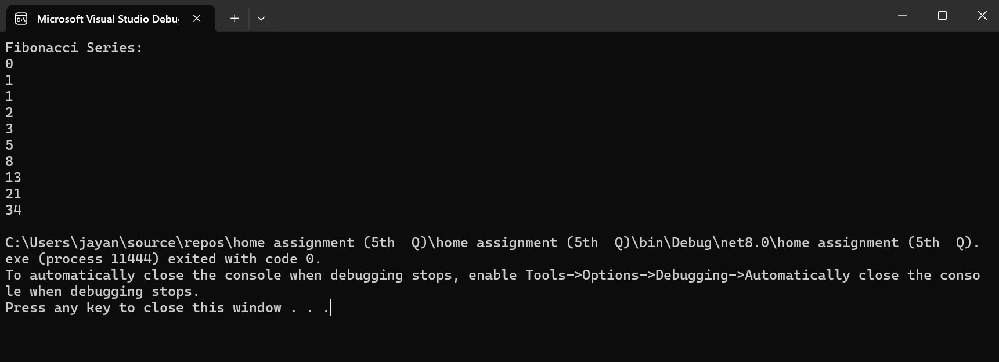 Microsoft Visual Studio Debu
Fibonacci Series:
0
1
1
2
3
5
8
13
21
34
C:\Users\jayan\source\repos\home assignment (5th  Q)\home assignment (5th  Q)\bin\Debug\net8.0\home assignment (5th  Q).
exe (process 11444) exited with code 0.
To automatically close the console when debugging stops, enable Tools->Options->Debugging->Automatically close the conso
le when debugging stops.
Press any key to close this window . . .